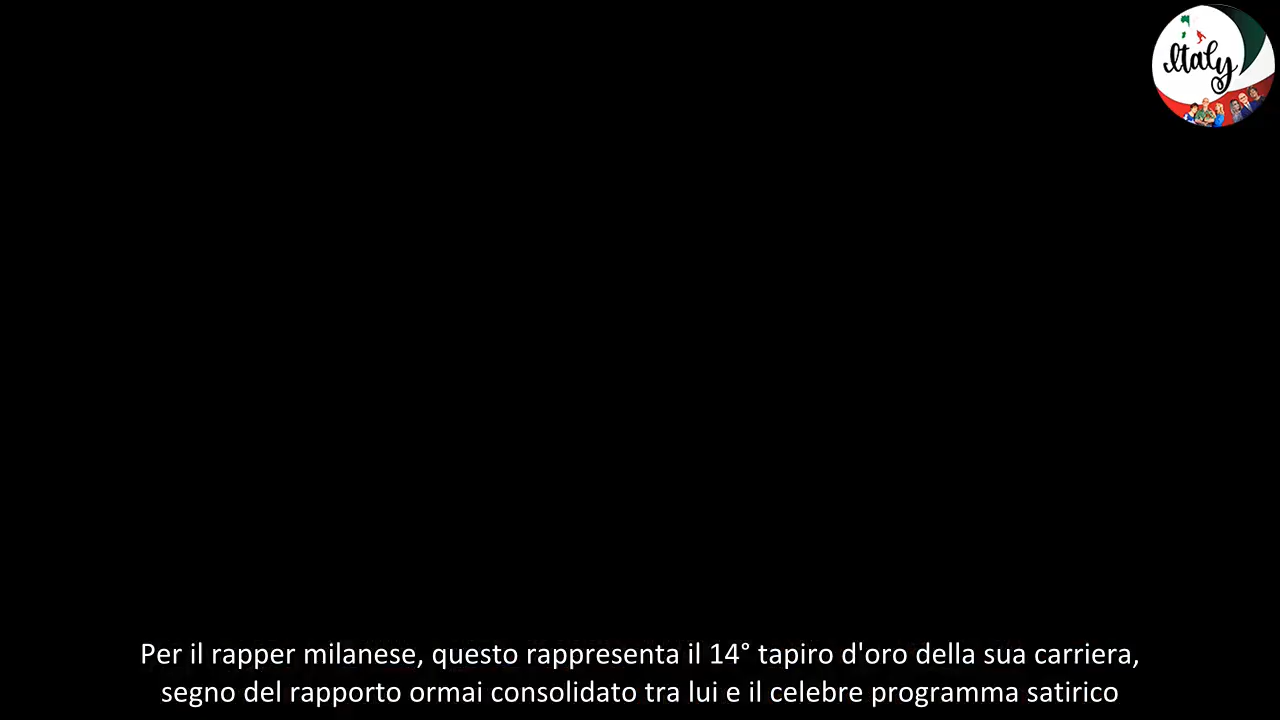 Italy
Per il rapper milanese, questo rappresenta il 14° tapiro d'oro della sua carriera,
segno del rapporto ormai consolidato tra lui e il celebre programma satirico